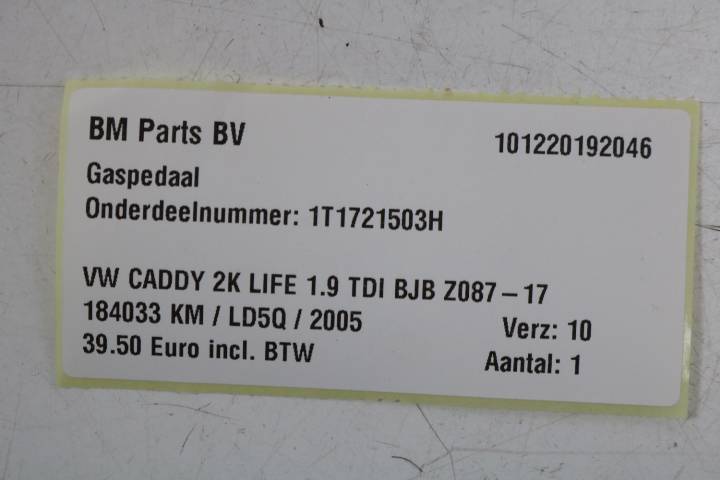 BM Parts BV 101220192046
Gaspedaal
Onderdeelnummer: 1T1721503H
VW CADDY 2K LIFE 1.9 TDI BJB Z087-17
184033 KM / LD5Q / 2005 Verz: 10
39.50 Euro incl. BTW Aantal: 1